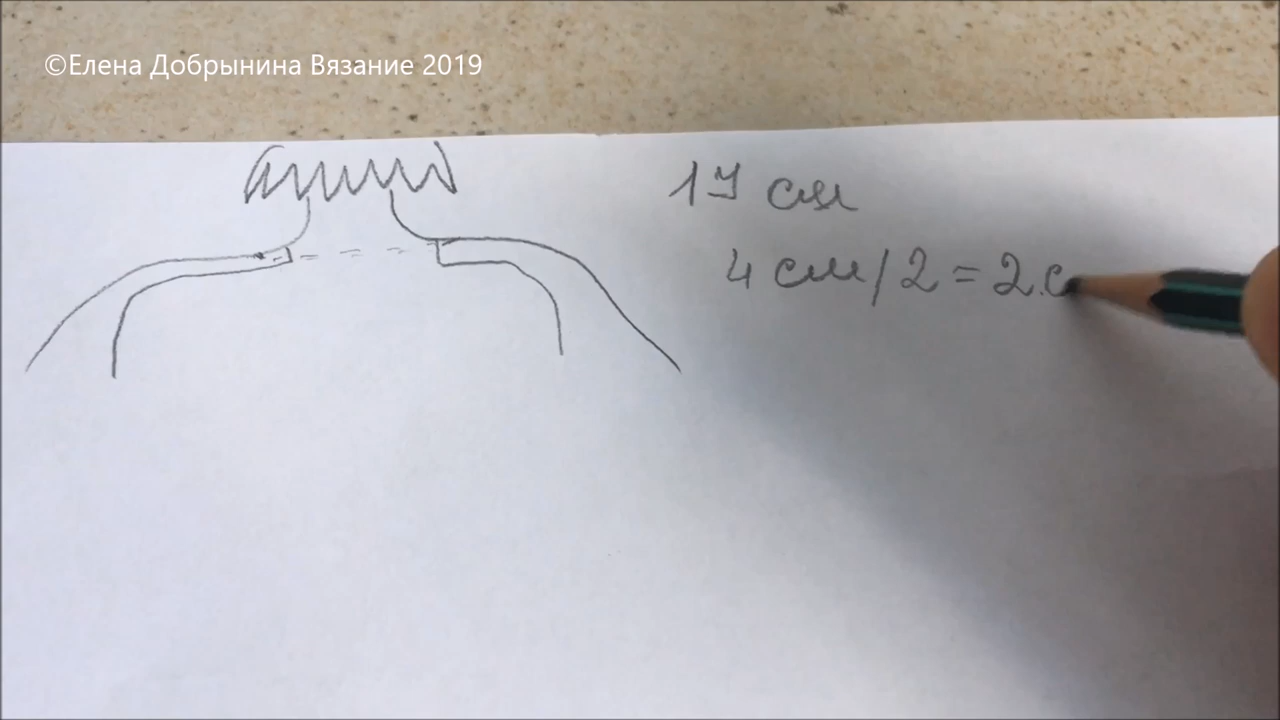 ©Елена Добрынина Вязание 2019
17 см
4 см/2 = 2 с